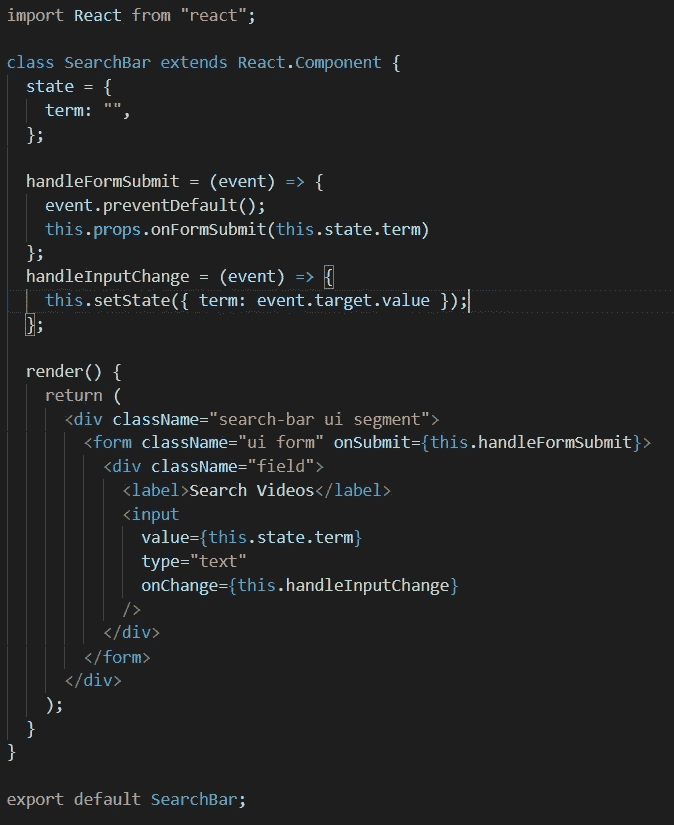 import React from "react";
class SearchBar extends React.Component {
state = {
term: "",
};
handleFormSubmit = (event) => {
event.preventDefault();
this.props.onFormSubmit(this.state.term)
};
handleInputChange = (event) => {
this.setState({ term: event.target.value });
};
render() {
return (
<div className="search-bar ui segment">
<form className="ui form" onSubmit={this.handleFormSubmit}>
<div className="field">
<label>Search Videos</label>
<input
value={this.state.term}
type="text"
onChange={this.handleInputChange}
/>
</div>
</form>
</div>
);
}
}
export default SearchBar;